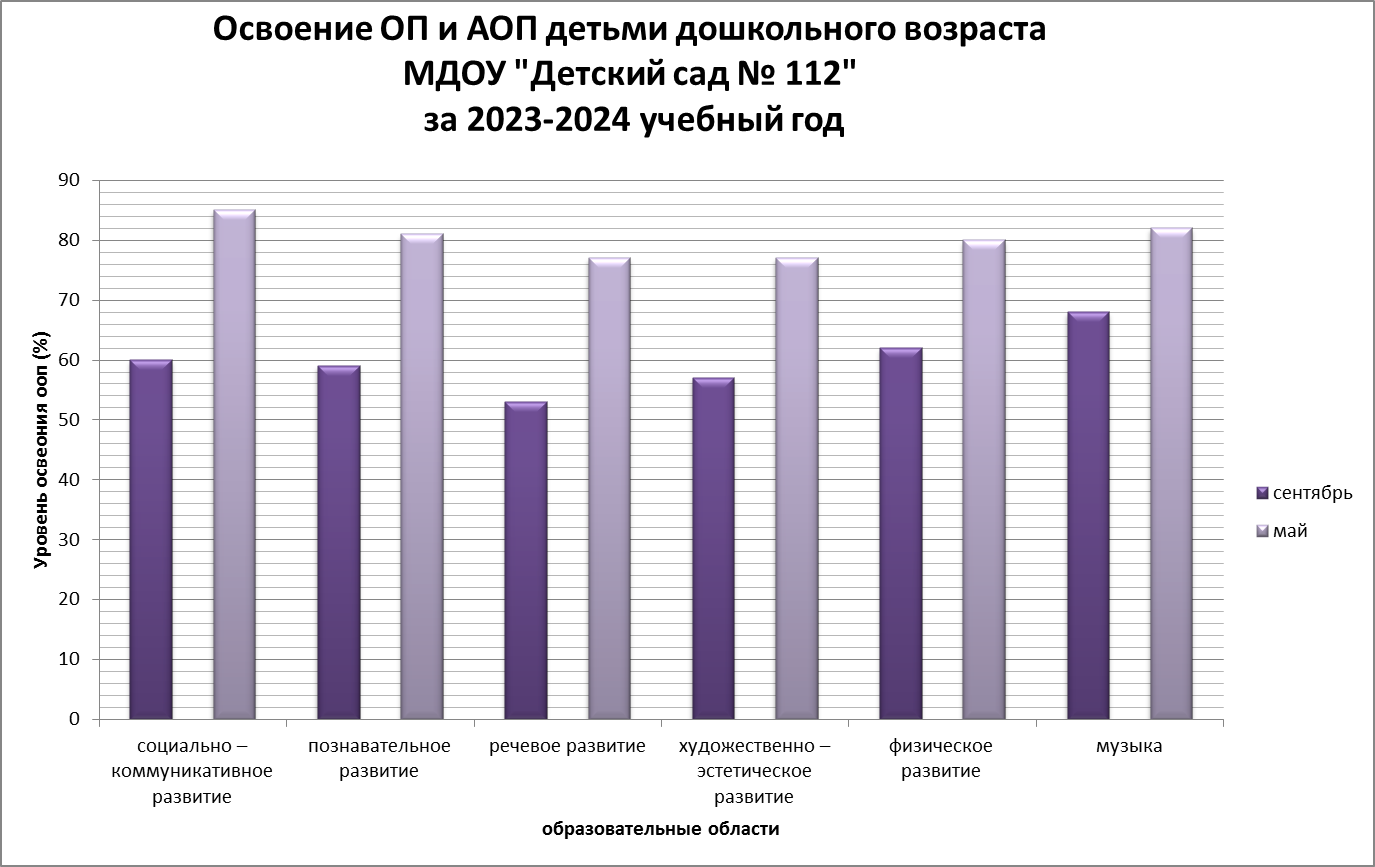 Освоение ОП и АОП детьми дошкольного возраста
МДОУ "Детский сад № 112"
за 2023-2024 учебный год
Уровень освеония ооп (%)
90
80
70
60
50
40
30
20
10
0
социально –
коммуникативное
развитие
познавательное
развитие
речевое развитие
художественно –
эстетическое
развитие
физическое
развитие
музыка
образовательные области
сентябрь
май